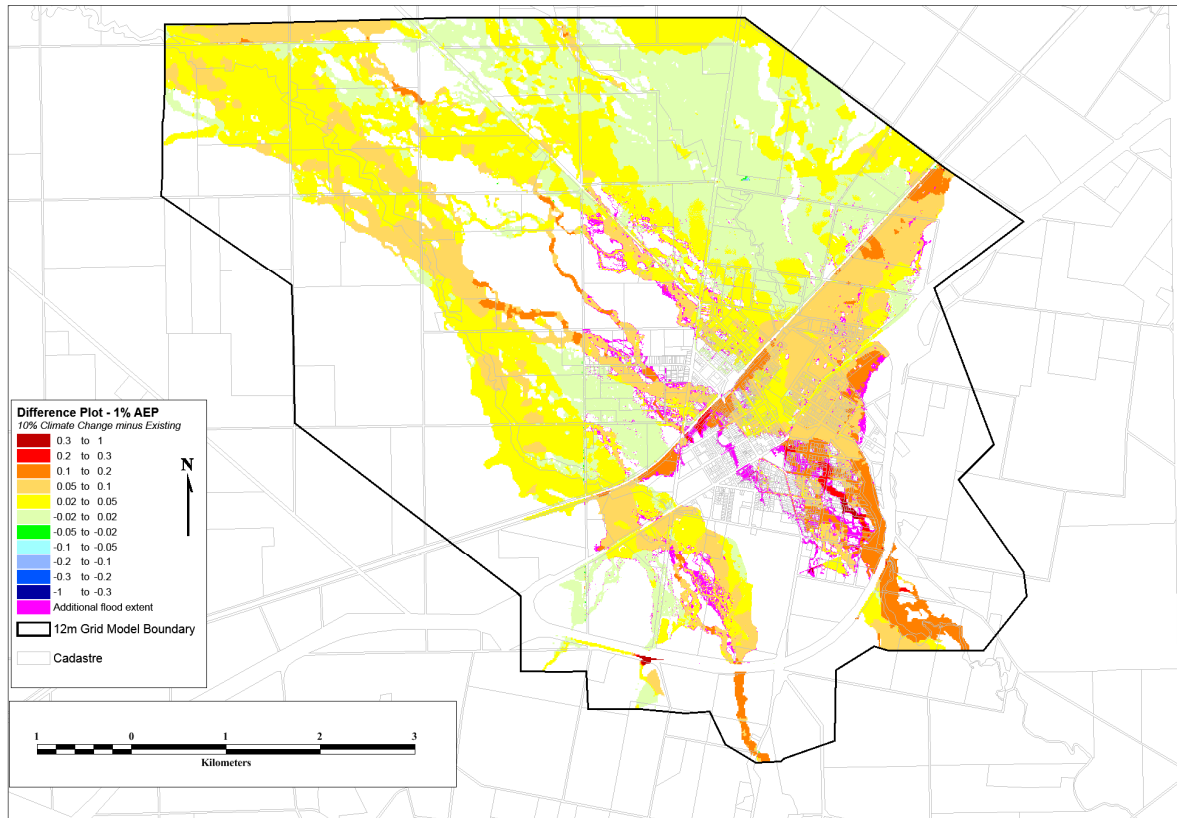 Difference Plot - 1% AEP
10% Climate Change minus Existing
0.3 to 1
0.2 to 0.3
0.1 to 0.2
0.05 to 0.1
0.02 to 0.05
-0.02 to 0.02
-0.05 to -0.02
-0.1 to -0.05
-0.2 to -0.1
-0.3 to -0.2
-1 to -0.3
Additional flood extent
12m Grid Model Boundary
Cadastre
N
1 0 1 2 3
Kilometers